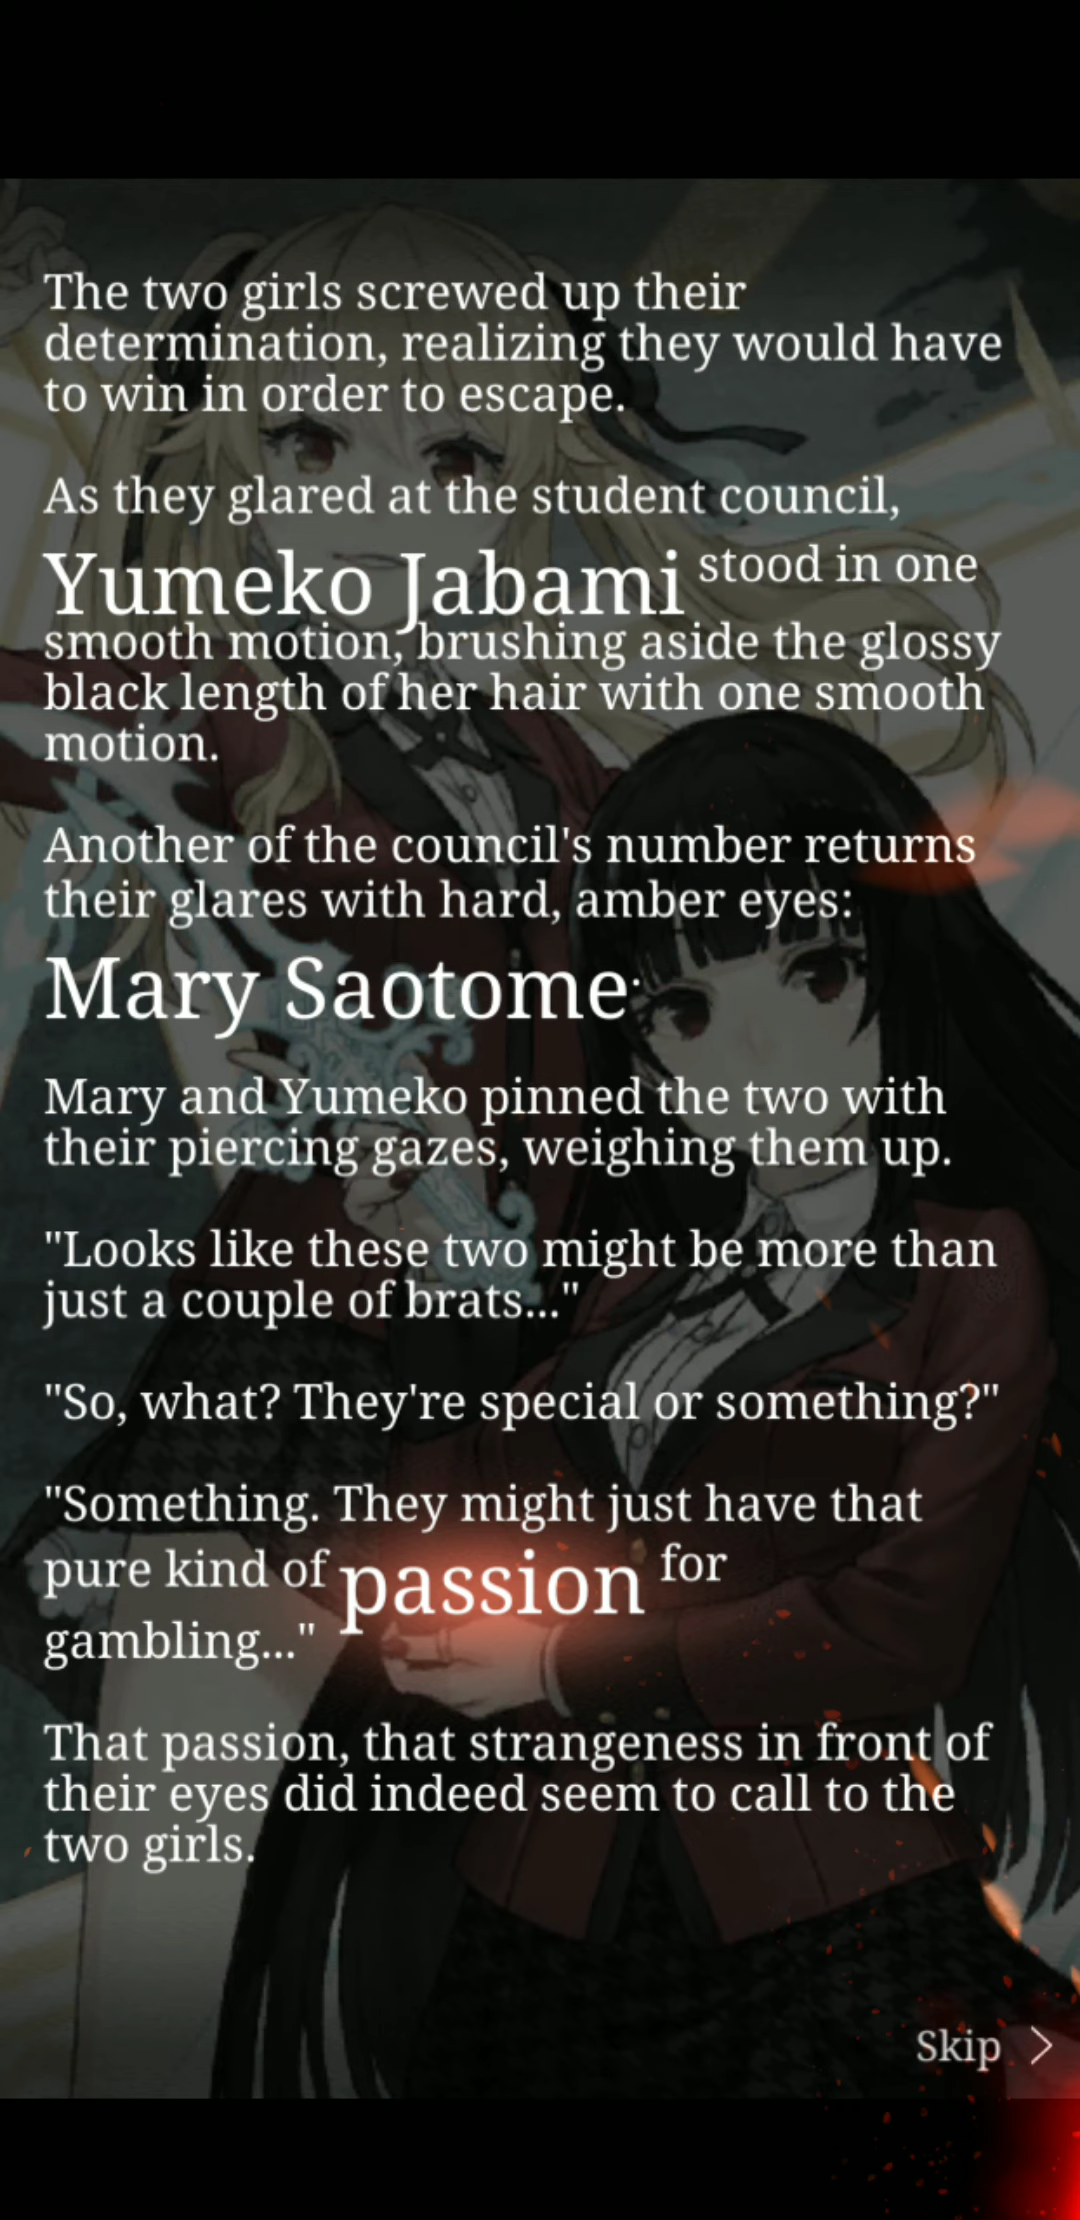 The two girls screwed up their
determination, realizing they would have
to win in order to escape.
As they glared at the student council,
Yumeko Jabami stood in one
smooth motion, brushing aside the glossy
black length of her hair with one smooth
motion.
Another of the council's number returns
their glares with hard, amber eyes:
Mary Saotome.
Mary and Yumeko pinned the two with
their piercing gazes, weighing them up.
"Looks like these two might be more than
just a couple of brats..."
"So, what? They're special or something?"
"Something. They might just have that
pure kind of passion for
gambling..."
That passion, that strangeness in front of
their eyes did indeed seem to call to the
two girls.
Skip >